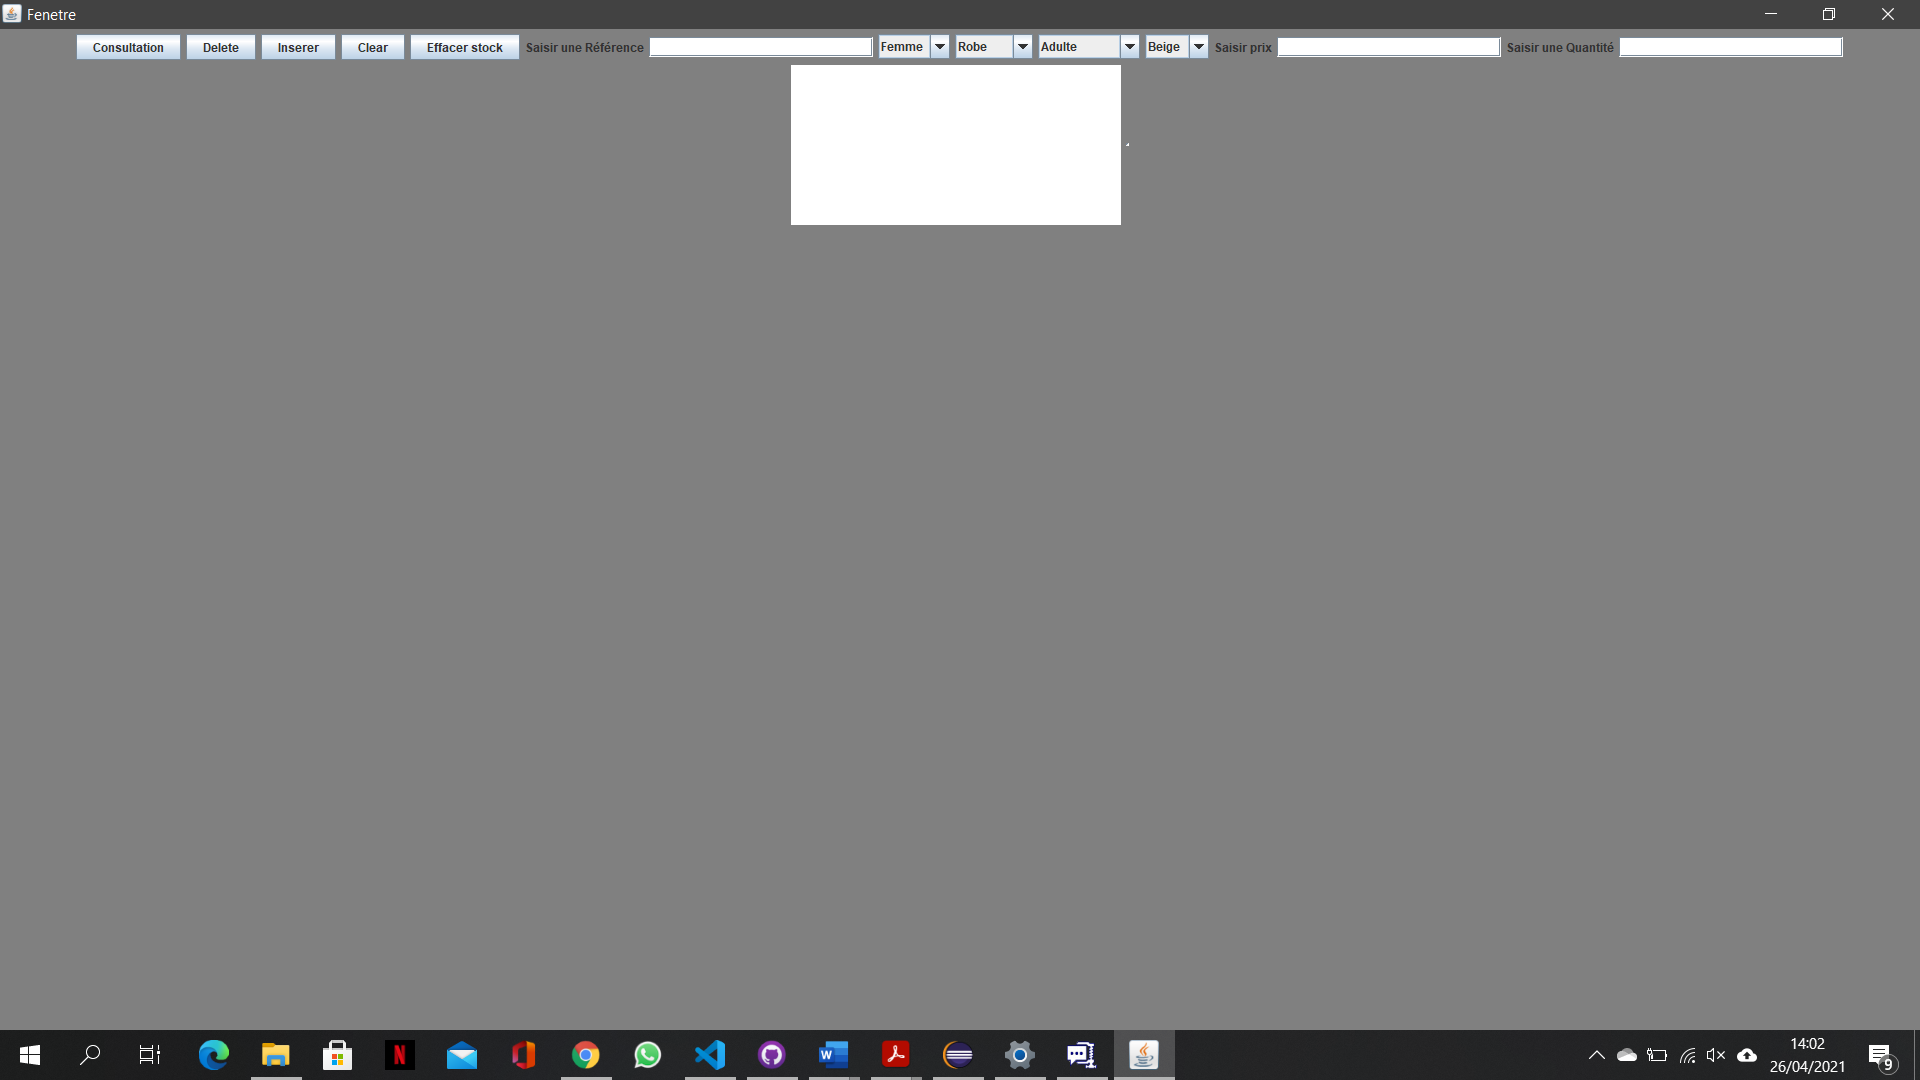 Fenetre
Consultation Delete Inserer Clear Effacer stock Saisir une Référence Femme Robe Adulte Beige Saisir prix Saisir une Quantité
14:02
26/04/2021
9